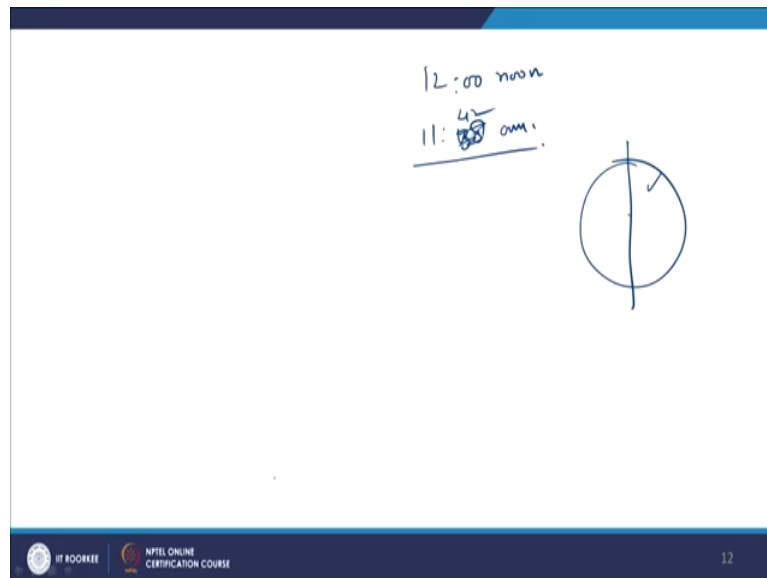 12:00 noon
42
11: am.
IIT ROORKEE
NPTEL ONLINE
CERTIFICATION COURSE
12